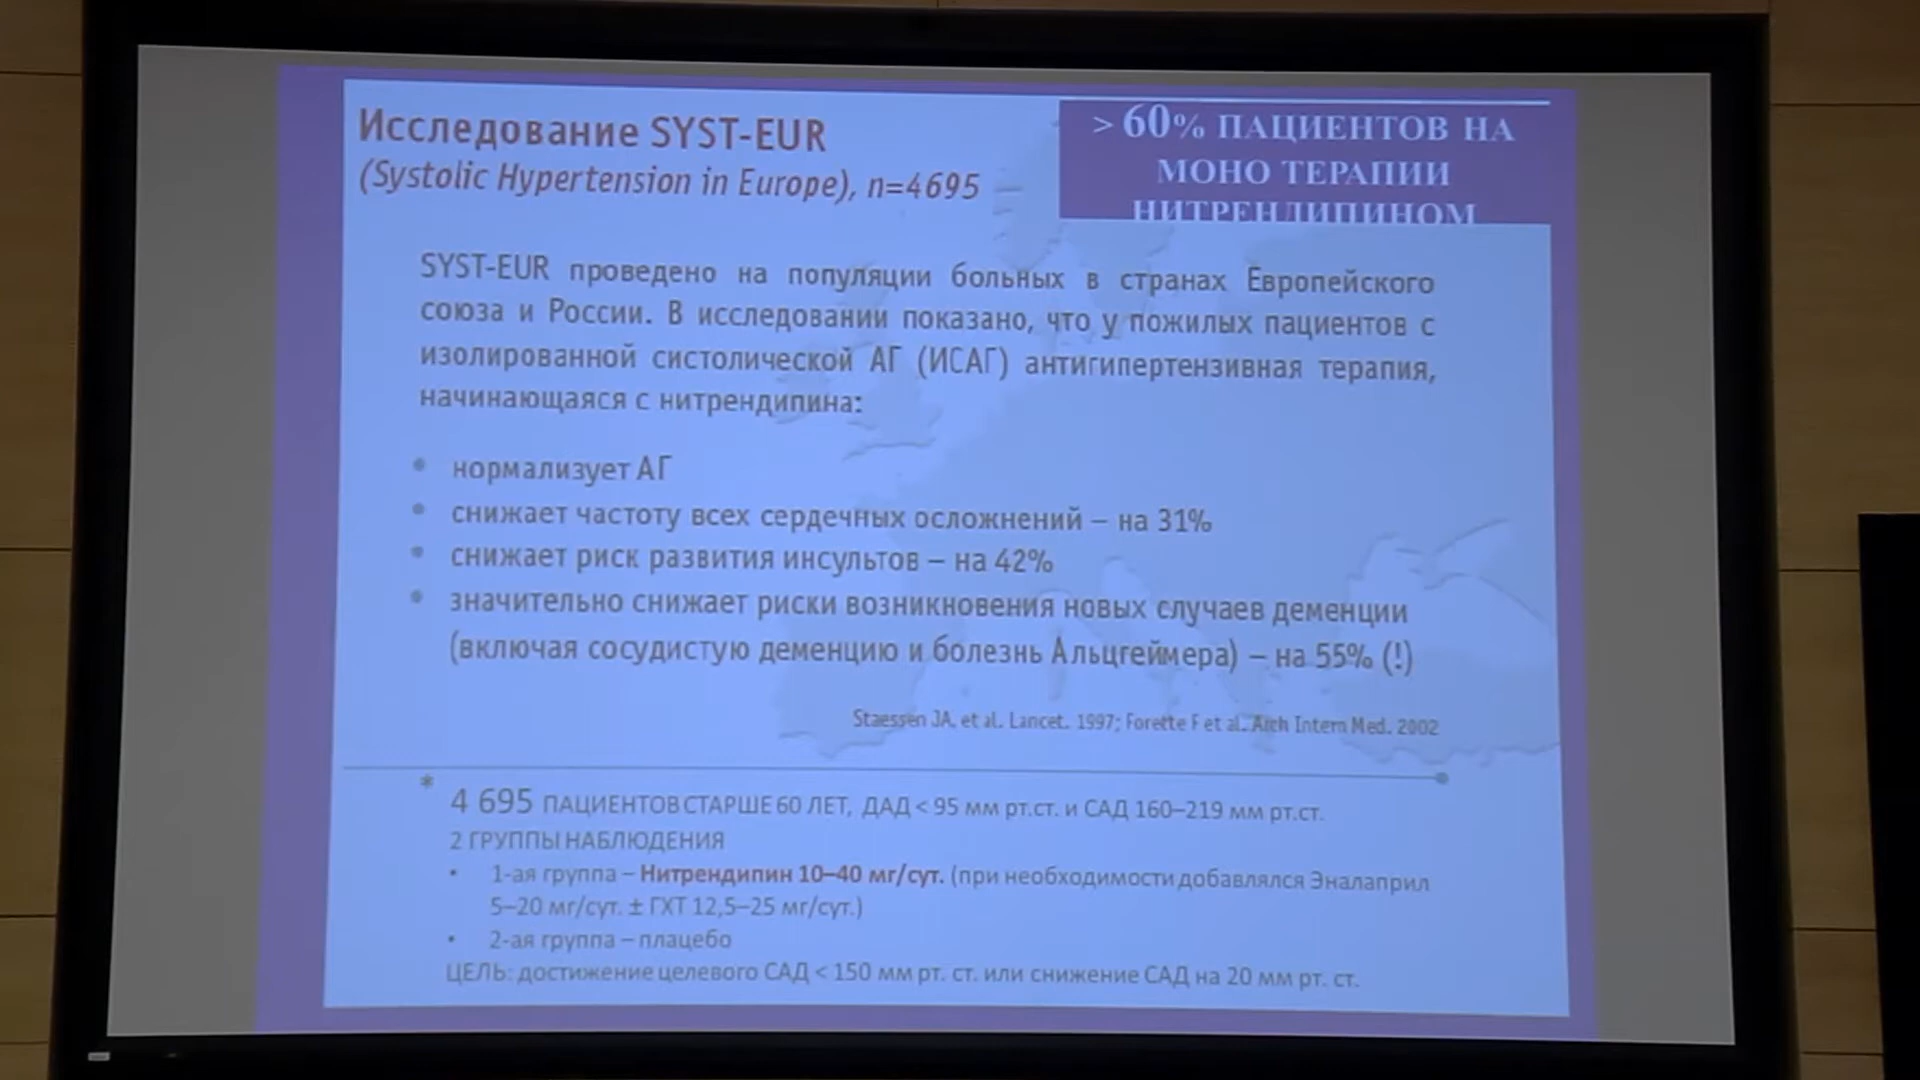 Исследование SYST-EUR
(Systolic Hypertension in Europe), n=4695
> 60% ПАЦИЕНТОВ НА
МОНО ТЕРАПИИ
НИТРЕНДИПИНОМ
SYST-EUR проведено на популяции больных в странах Европейского
союза и России. В исследовании показано, что у пожилых пациентов с
изолированной систолической АГ (ИСАГ) антигипертензивная терапия,
начинающаяся с нитрендипина:
• нормализует АГ
• снижает частоту всех сердечных осложнений – на 31%
• снижает риск развития инсультов – на 42%
• значительно снижает риски возникновения новых случаев деменции
(включая сосудистую деменцию и болезнь Альцгеймера) – на 55% (!)
Staessen JA. et al. Lancet. 1997; Forette F et al. Arch Intern Med. 2002
* 4 695 ПАЦИЕНТОВ СТАРШЕ 60 ЛЕТ, ДАД < 95 мм рт.ст. и САД 160–219 мм рт.ст.
2 ГРУППЫ НАБЛЮДЕНИЯ
• 1-ая группа – Нитрендипин 10–40 мг/сут. (при необходимости добавлялся Эналаприл
5–20 мг/сут. ± ГХТ 12,5–25 мг/сут.)
• 2-ая группа – плацебо
ЦЕЛЬ: достижение целевого САД < 150 мм рт. ст. или снижение САД на 20 мм рт. ст.